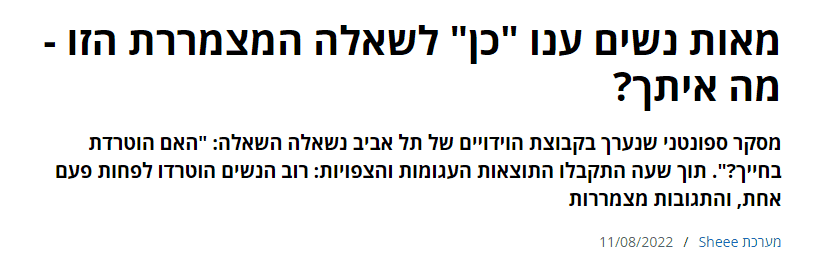 מאות נשים ענו "כן" לשאלה המצמררת הזו -
מה איתך?
מסקר ספונטני שנערך בקבוצת הוידויים של תל אביב נשאלה השאלה: "האם הוטרדת
בחייך?". תוך שעה התקבלו התוצאות העגומות והצפויות: רוב הנשים הוטרדו לפחות פעם
אחת, והתגובות מצמררות
מערכת Sheee / 11/08/2022